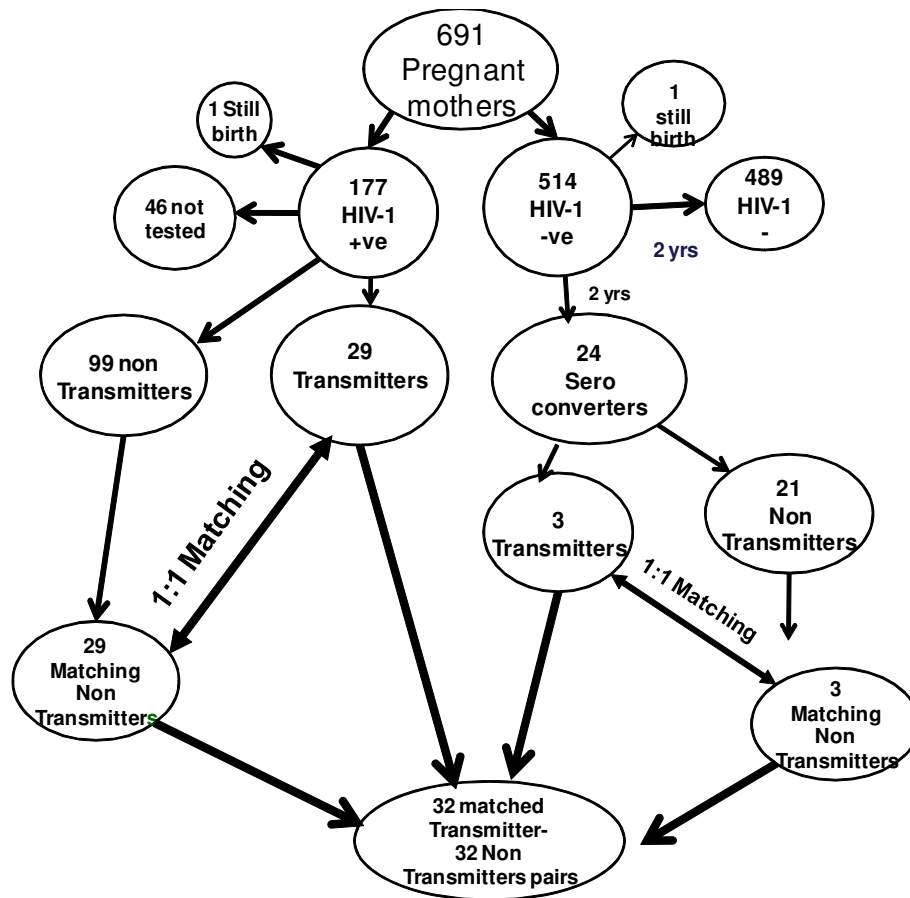 691
Pregnant
mothers
1 Still
birth
1
still
birth
177
HIV-1
+ve
514
HIV-1
-ve
489
HIV-1
-
46 not
tested
2 yrs
2 yrs
99 non
Transmitters
29
Transmitters
24
Sero
converters
1:1 Matching
3
Transmitters
21
Non
Transmitters
1:1 Matching
29
Matching
Non
Transmitters
3
Matching
Non
Transmitters
32 matched
Transmitter-
32 Non
Transmitters pairs